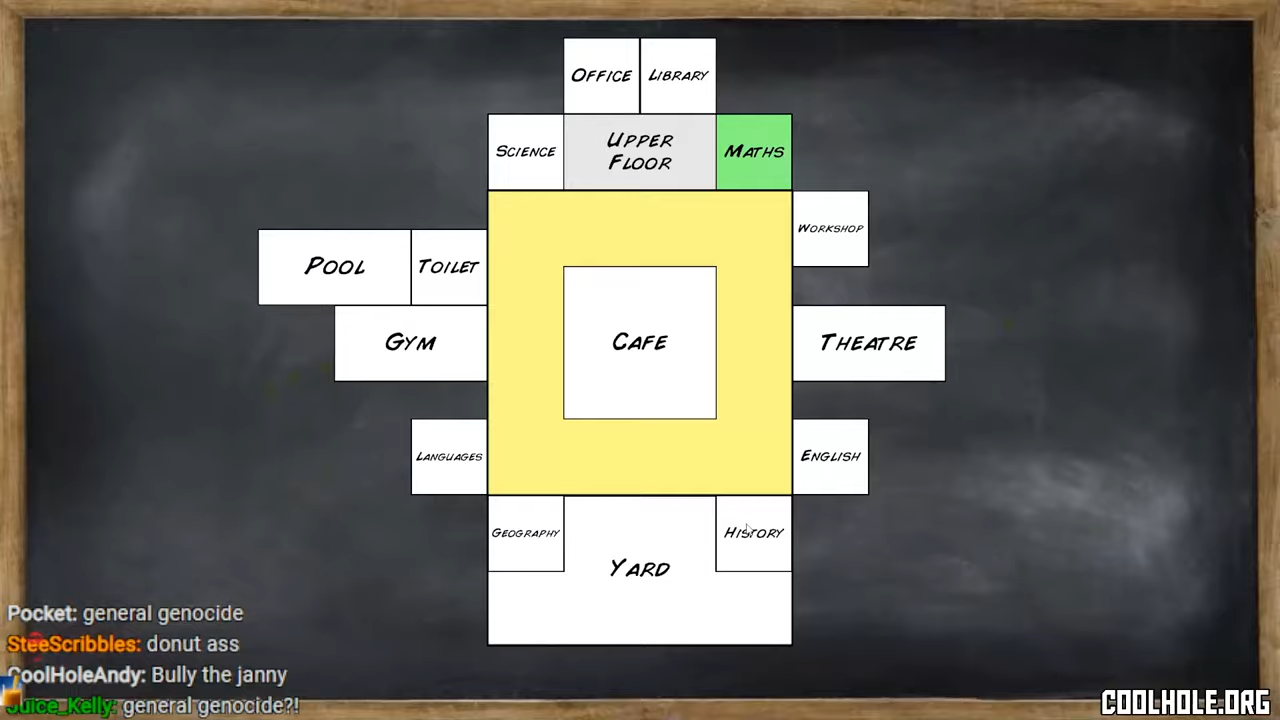 OFFICE
LIBRARY
SCIENCE
UPPER
FLOOR
MATHS
WORKSHOP
POOL
TOILET
GYM
CAFE
THEATRE
LANGUAGES
ENGLISH
GEOGRAPHY
HISTORY
YARD
Pocket: general genocide
SteeScribbles: donut ass
CoolHoleAndy: Bully the janny
Juice_Kelly: general genocide?!
COOLHOLE.ORG